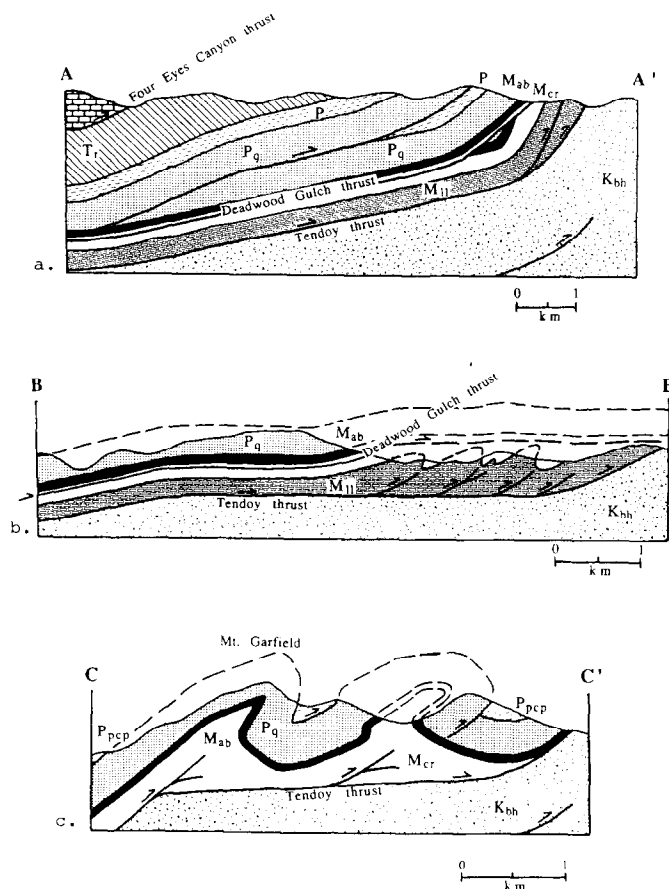 Four Eyes Canyon thrust
A
P
Mab
Mcr
A'
P
Tr
Pq
Pq
Deadwood Gulch thrust
Mll
Kbh
Tendoy thrust
a.
0 1
km
B
Deadwood Gulch thrust
Mab
Pq
Mll
Tendoy thrust
Kbh
b.
0 1
km
Mt. Garfield
C
C'
Ppcp
Ppcp
Mab
Pq
Mcr
Tendoy thrust
Kbh
c.
0 1
km